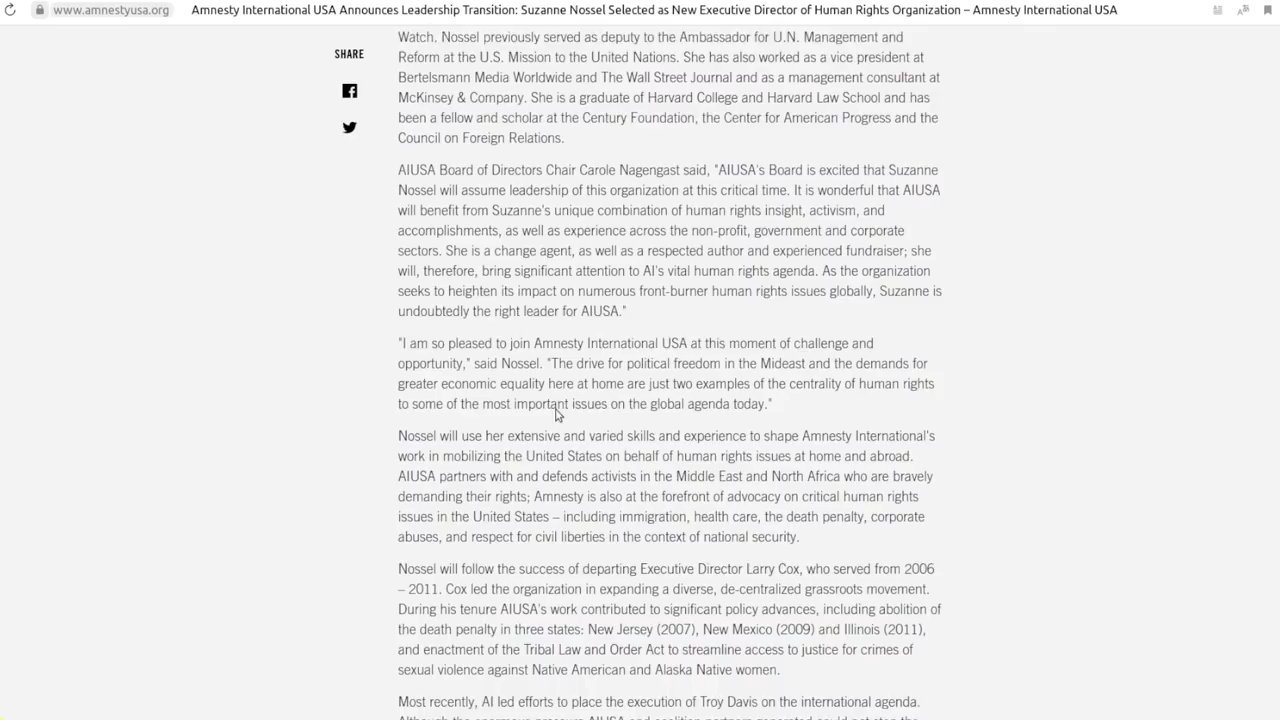 www.amnestyusa.org
Amnesty International USA Announces Leadership Transition: Suzanne Nossel Selected as New Executive Director of Human Rights Organization – Amnesty International USA
SHARE
Watch. Nossel previously served as deputy to the Ambassador for U.N. Management and
Reform at the U.S. Mission to the United Nations. She has also worked as a vice president at
Bertelsmann Media Worldwide and The Wall Street Journal and as a management consultant at
McKinsey & Company. She is a graduate of Harvard College and Harvard Law School and has
been a fellow and scholar at the Century Foundation, the Center for American Progress and the
Council on Foreign Relations.
AIUSA Board of Directors Chair Carole Nagengast said, "AIUSA's Board is excited that Suzanne
Nossel will assume leadership of this organization at this critical time. It is wonderful that AIUSA
will benefit from Suzanne's unique combination of human rights insight, activism, and
accomplishments, as well as experience across the non-profit, government and corporate
sectors. She is a change agent, as well as a respected author and experienced fundraiser; she
will, therefore, bring significant attention to AI's vital human rights agenda. As the organization
seeks to heighten its impact on numerous front-burner human rights issues globally, Suzanne is
undoubtedly the right leader for AIUSA."
"I am so pleased to join Amnesty International USA at this moment of challenge and
opportunity," said Nossel. "The drive for political freedom in the Mideast and the demands for
greater economic equality here at home are just two examples of the centrality of human rights
to some of the most important issues on the global agenda today."
Nossel will use her extensive and varied skills and experience to shape Amnesty International's
work in mobilizing the United States on behalf of human rights issues at home and abroad.
AIUSA partners with and defends activists in the Middle East and North Africa who are bravely
demanding their rights; Amnesty is also at the forefront of advocacy on critical human rights
issues in the United States – including immigration, health care, the death penalty, corporate
abuses, and respect for civil liberties in the context of national security.
Nossel will follow the success of departing Executive Director Larry Cox, who served from 2006
– 2011. Cox led the organization in expanding a diverse, de-centralized grassroots movement.
During his tenure AIUSA's work contributed to significant policy advances, including abolition of
the death penalty in three states: New Jersey (2007), New Mexico (2009) and Illinois (2011),
and enactment of the Tribal Law and Order Act to streamline access to justice for crimes of
sexual violence against Native American and Alaska Native women.
Most recently, AI led efforts to place the execution of Troy Davis on the international agenda.